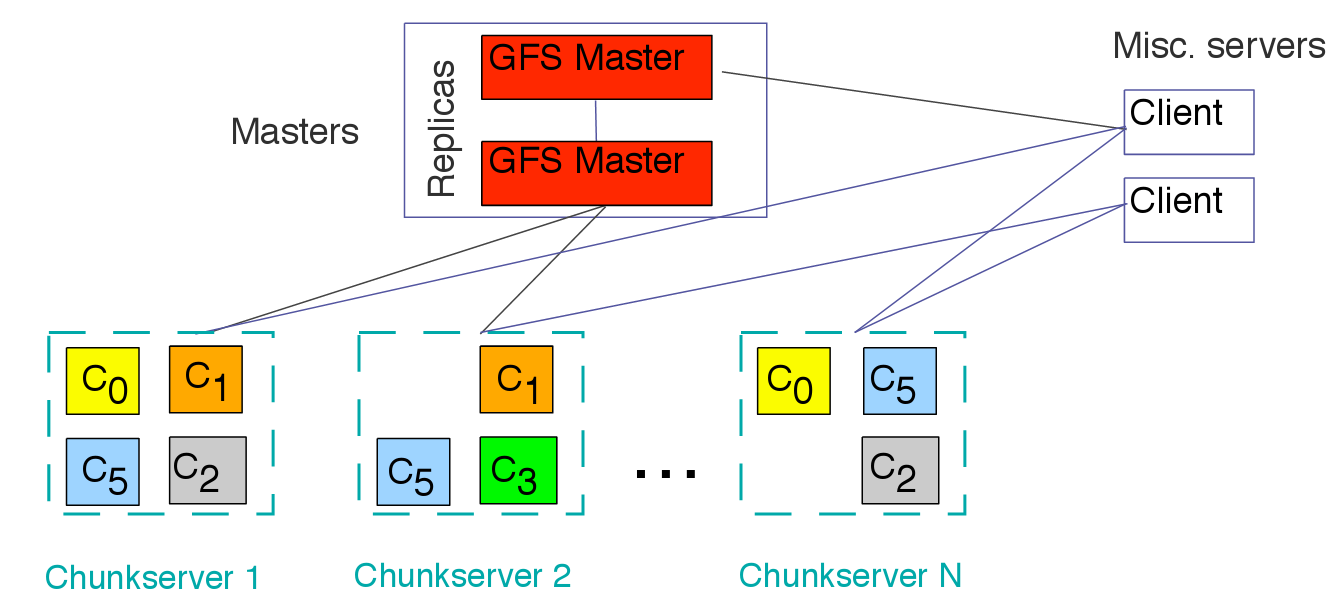 Misc. servers
GFS Master
Replicas
GFS Master
Masters
Client
Client
C0 C1
C5 C2
C1
C5 C3
...
C0 C5
C2
Chunkserver 1
Chunkserver 2
Chunkserver N